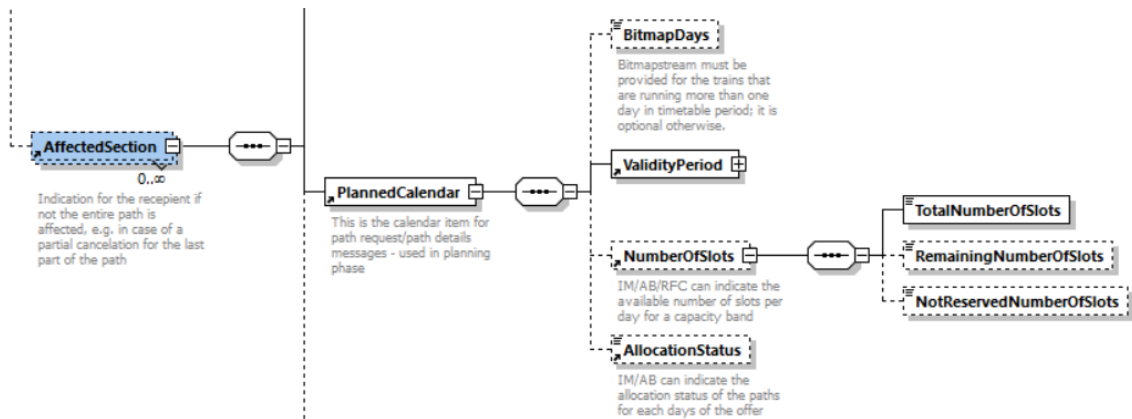 BitmapDays
Bitmapstream must be
provided for the trains that
are running more than one
day in timetable period; it is
optional otherwise.
AffectedSection
0..∞
Indication for the recepient if
not the entire path is
affected, e.g. in case of a
partial cancelation for the last
part of the path
PlannedCalendar
This is the calendar item for
path request/path details
messages - used in planning
phase
ValidityPeriod
NumberOfSlots
IM/AB/RFC can indicate the
available number of slots per
day for a capacity band
TotalNumberOfSlots
RemainingNumberOfSlots
NotReservedNumberOfSlots
AllocationStatus
IM/AB can indicate the
allocation status of the paths
for each days of the offer